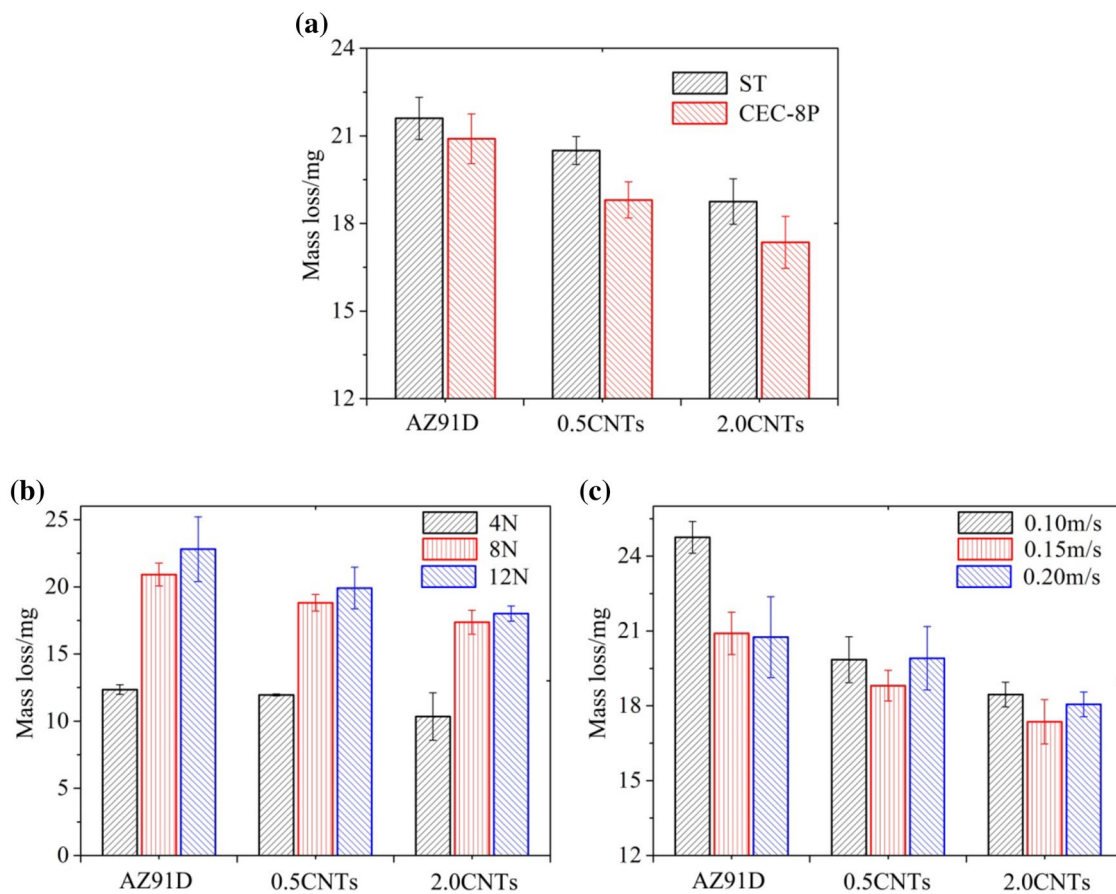 (a)
24
21
18
15
12
Mass loss/mg
ST
CEC-8P
AZ91D 0.5CNTs 2.0CNTs
(b)
25
20
15
10
5
0
Mass loss/mg
4N
8N
12N
AZ91D 0.5CNTs 2.0CNTs
(c)
24
21
18
15
12
Mass loss/mg
0.10m/s
0.15m/s
0.20m/s
AZ91D 0.5CNTs 2.0CNTs